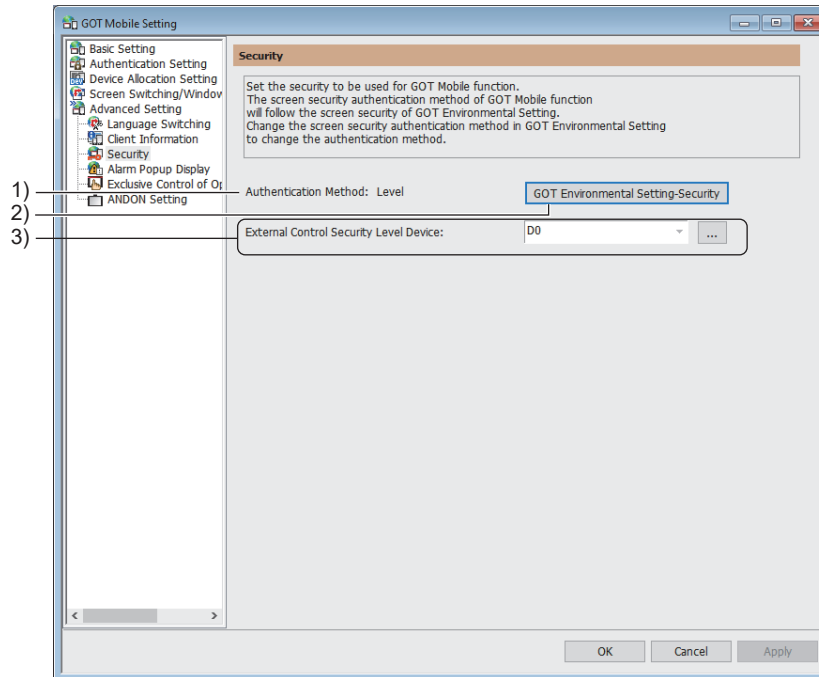 GOT Mobile Setting
Basic Setting
Authentication Setting
Device Allocation Setting
Screen Switching/Window
Advanced Setting
Language Switching
Client Information
Security
Alarm Popup Display
Exclusive Control of Op
ANDON Setting
Security
Set the security to be used for GOT Mobile function.
The screen security authentication method of GOT Mobile function
will follow the screen security of GOT Environmental Setting.
Change the screen security authentication method in GOT Environmental Setting
to change the authentication method.
1)
Authentication Method: Level
GOT Environmental Setting-Security
2)
3)
External Control Security Level Device:
D0
...
OK
Cancel
Apply